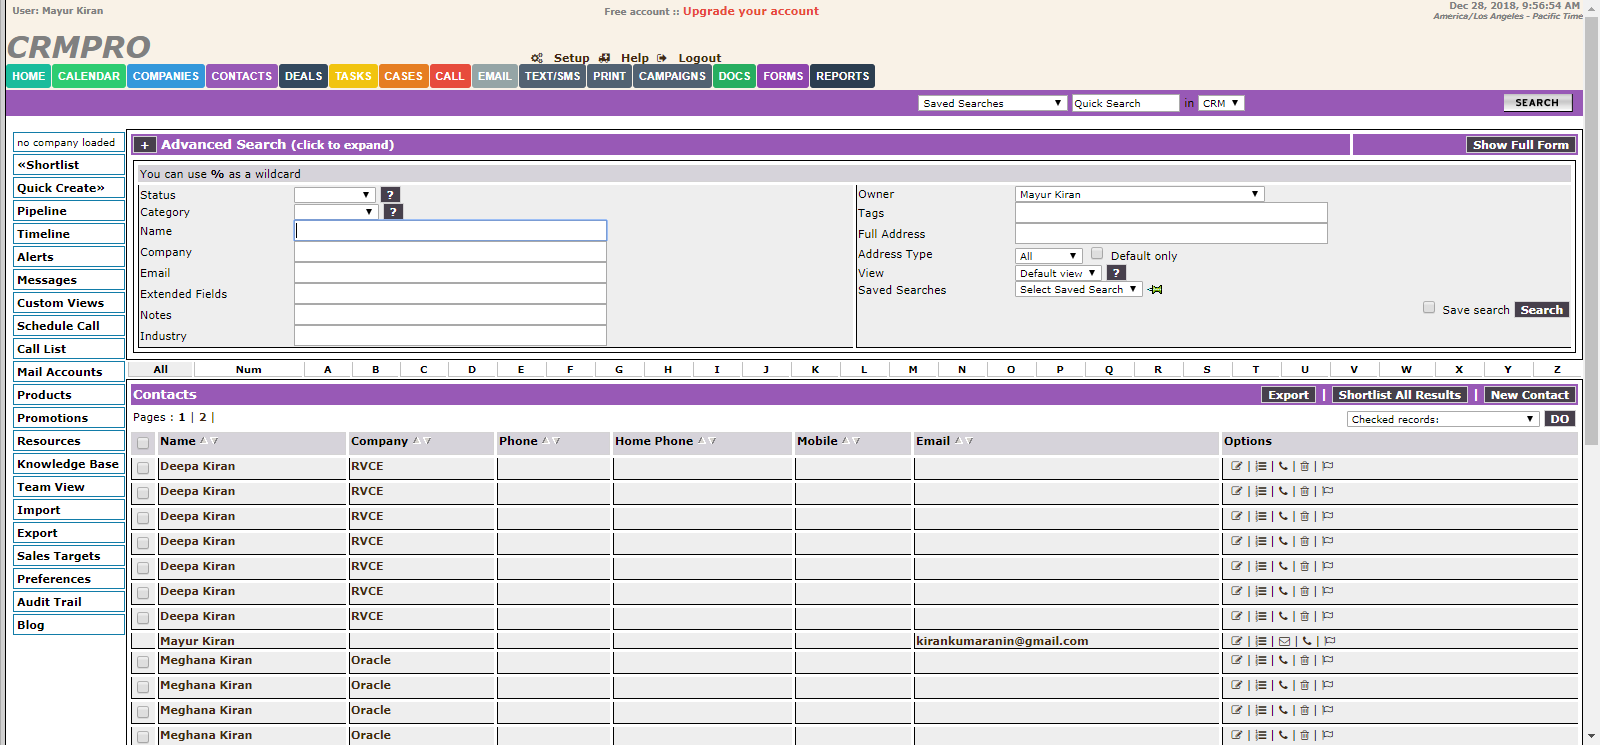 User: Mayur Kiran
Free account :: Upgrade your account
Dec 28, 2018, 9:56:54 AM
America/Los Angeles - Pacific Time
CRMPRO
Setup Help Logout
HOME CALENDAR COMPANIES CONTACTS DEALS TASKS CASES CALL EMAIL TEXT/SMS PRINT CAMPAIGNS DOCS FORMS REPORTS
Saved Searches Quick Search in CRM SEARCH
no company loaded
«Shortlist
Quick Create»
Pipeline
Timeline
Alerts
Messages
Custom Views
Schedule Call
Call List
Mail Accounts
Products
Promotions
Resources
Knowledge Base
Team View
Import
Export
Sales Targets
Preferences
Audit Trail
Blog
+ Advanced Search (click to expand) Show Full Form
You can use % as a wildcard
Status ?
Category ?
Name
Company
Email
Extended Fields
Notes
Industry
Owner Mayur Kiran
Tags
Full Address
Address Type All Default only
View Default view ?
Saved Searches Select Saved Search
Save search Search
All Num A B C D E F G H I J K L M N O P Q R S T U V W X Y Z
Contacts Export | Shortlist All Results | New Contact
Pages : 1 | 2 | Checked records: DO
Name Company Phone Home Phone Mobile Email Options
Deepa Kiran RVCE
Deepa Kiran RVCE
Deepa Kiran RVCE
Deepa Kiran RVCE
Deepa Kiran RVCE
Deepa Kiran RVCE
Deepa Kiran RVCE
Mayur Kiran kirankumaranin@gmail.com
Meghana Kiran Oracle
Meghana Kiran Oracle
Meghana Kiran Oracle
Meghana Kiran Oracle